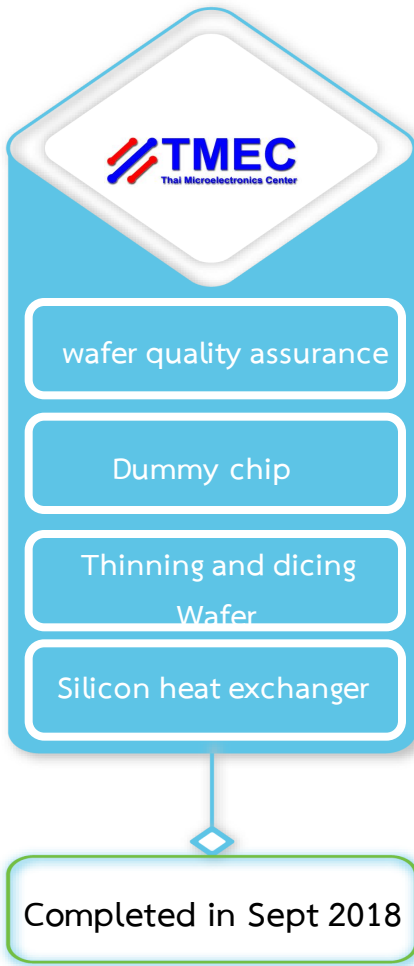 TMEC
Thai Microelectronics Center
wafer quality assurance
Dummy chip
Thinning and dicing
Wafer
Silicon heat exchanger
Completed in Sept 2018